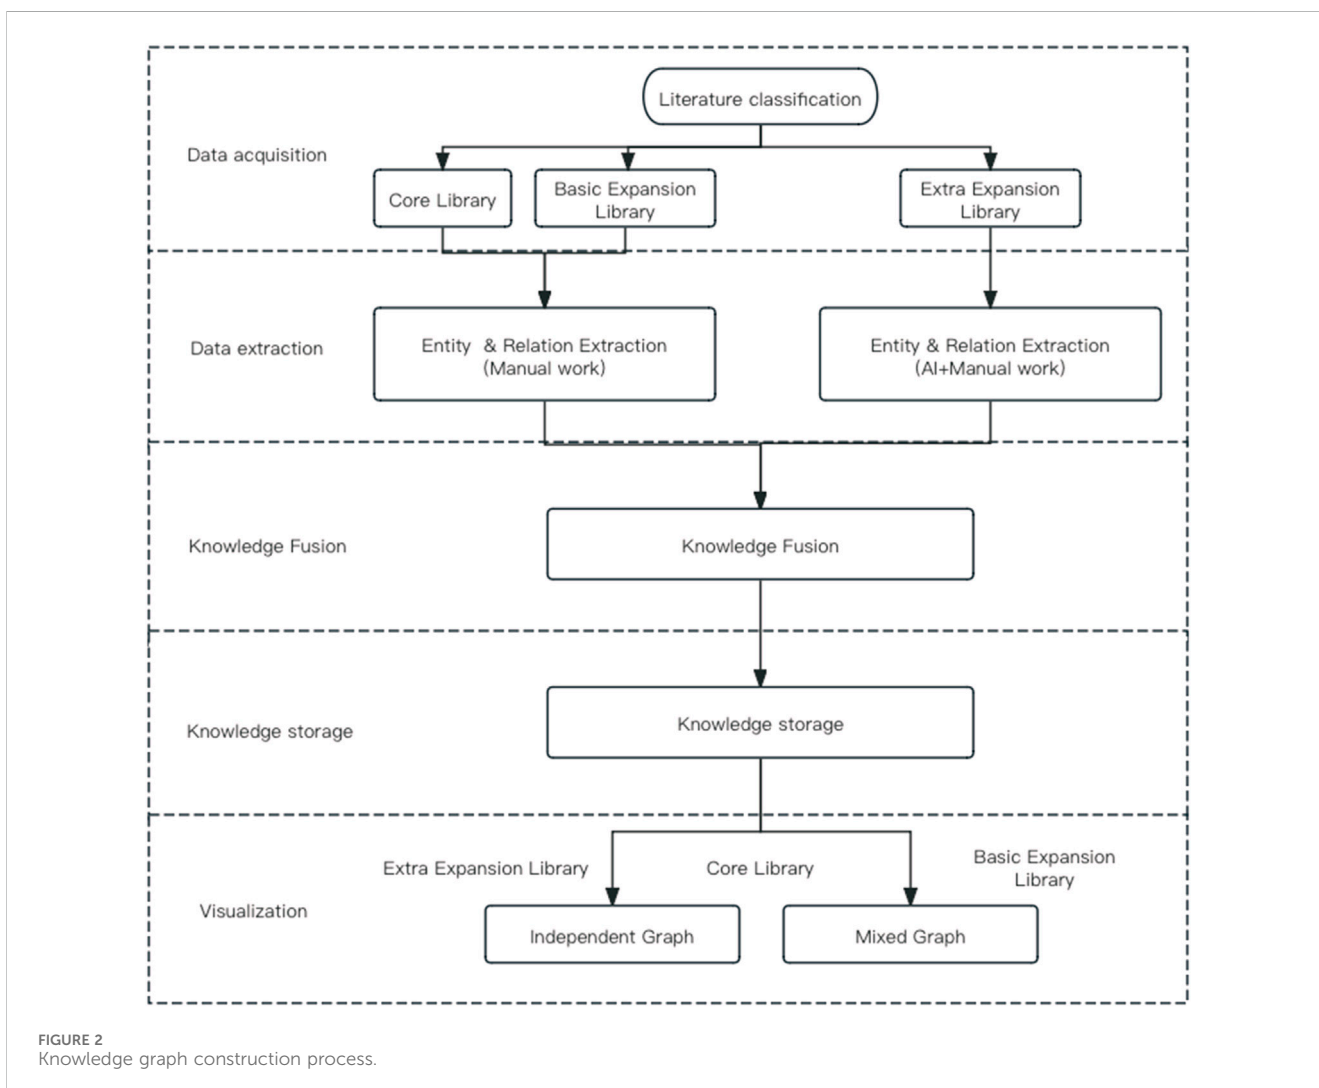 Literature classification
Data acquisition
Core Library
Basic Expansion
Library
Extra Expansion
Library
Data extraction
Entity & Relation Extraction
(Manual work)
Entity & Relation Extraction
(AI+Manual work)
Knowledge Fusion
Knowledge Fusion
Knowledge storage
Knowledge storage
Extra Expansion Library
Core Library
Basic Expansion
Library
Visualization
Independent Graph
Mixed Graph
FIGURE 2
Knowledge graph construction process.